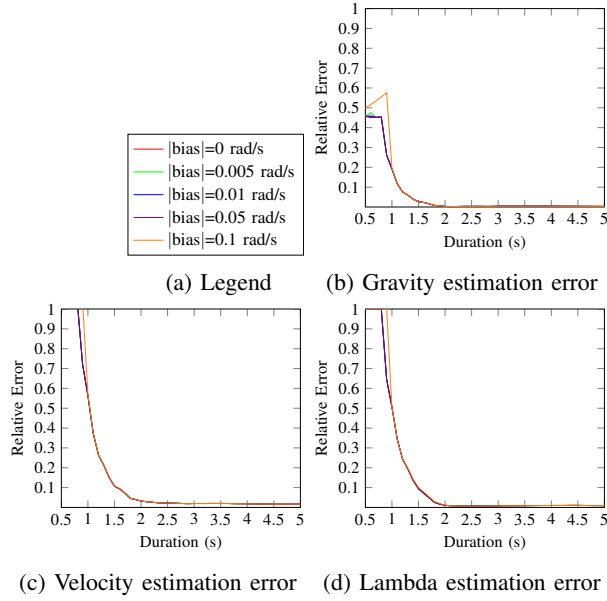 |bias|=0 rad/s
|bias|=0.005 rad/s
|bias|=0.01 rad/s
|bias|=0.05 rad/s
|bias|=0.1 rad/s
(a) Legend
1
0.9
0.8
0.7
0.6
0.5
0.4
0.3
0.2
0.1
Relative Error
0.5 1 1.5 2 2.5 3 3.5 4 4.5 5
Duration (s)
(b) Gravity estimation error
1
0.9
0.8
0.7
0.6
0.5
0.4
0.3
0.2
0.1
Relative Error
0.5 1 1.5 2 2.5 3 3.5 4 4.5 5
Duration (s)
(c) Velocity estimation error
1
0.9
0.8
0.7
0.6
0.5
0.4
0.3
0.2
0.1
Relative Error
0.5 1 1.5 2 2.5 3 3.5 4 4.5 5
Duration (s)
(d) Lambda estimation error